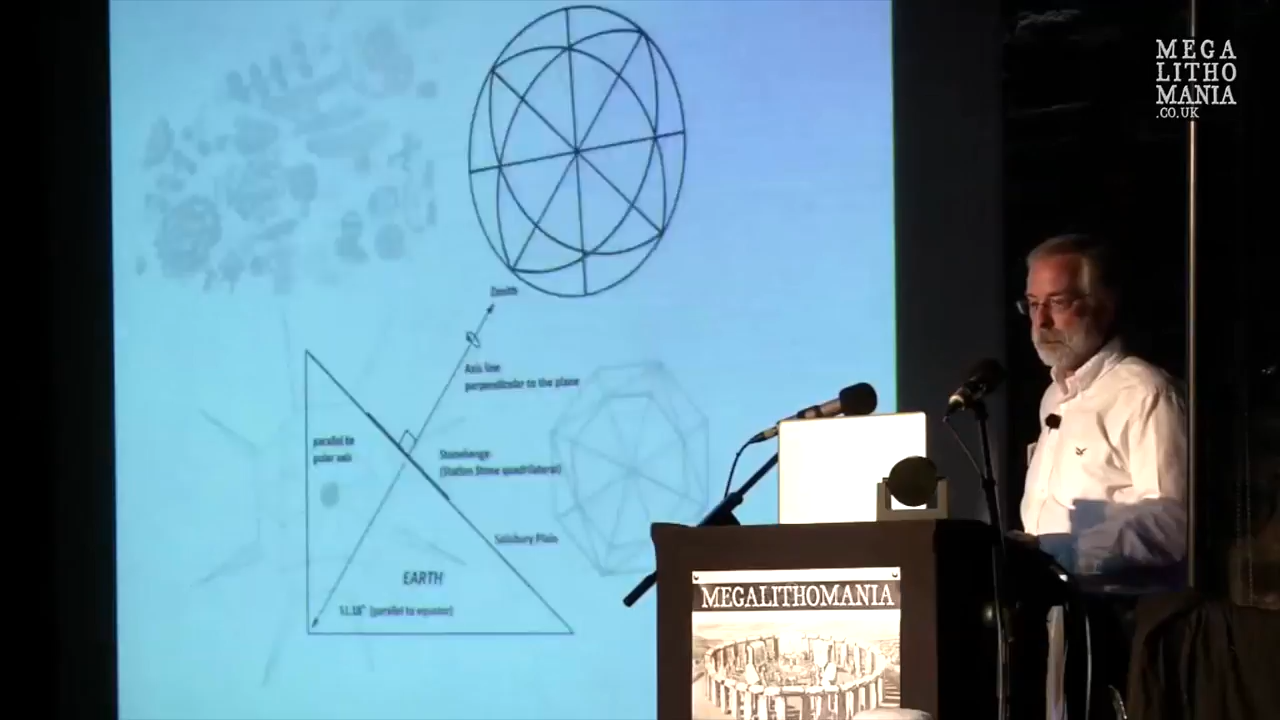 MEGA
LITHO
MANIA
.CO.UK
Zenith
Axis line
perpendicular to the plane
parallel to
polar axis
Stonehenge
(Station Stone quadrilateral)
Salisbury Plain
EARTH
51.18° (parallel to equator)
MEGALITHOMANIA